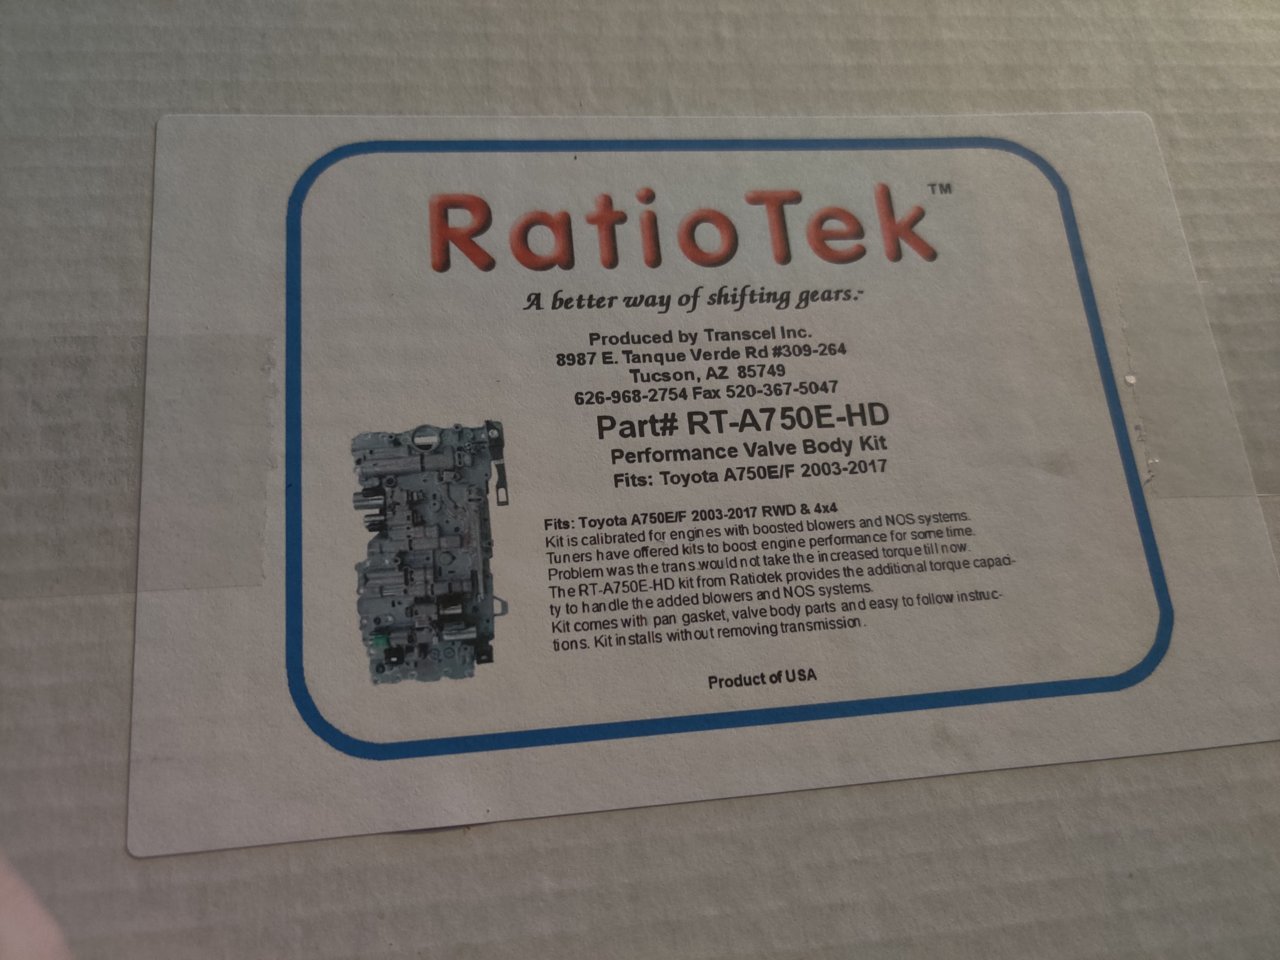 RatioTek™
A better way of shifting gears.~
Produced by Transcel Inc.
8987 E. Tanque Verde Rd #309-264
Tucson, AZ 85749
626-968-2754 Fax 520-367-5047
Part# RT-A750E-HD
Performance Valve Body Kit
Fits: Toyota A750E/F 2003-2017
Fits: Toyota A750E/F 2003-2017 RWD & 4x4
Kit is calibrated for engines with boosted blowers and NOS systems.
Tuners have offered kits to boost engine performance for some time.
Problem was the trans would not take the increased torque till now.
The RT-A750E-HD kit from Ratiotek provides the additional torque capaci-
ty to handle the added blowers and NOS systems.
Kit comes with pan gasket, valve body parts and easy to follow instruc-
tions. Kit installs without removing transmission.
Product of USA